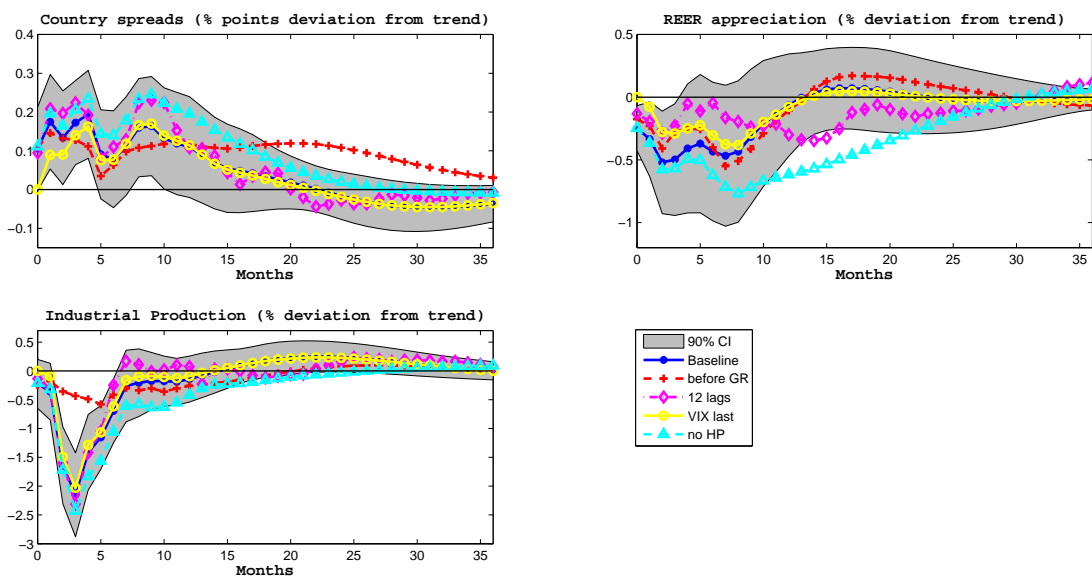 Country spreads (% points deviation from trend)
0.4
0.3
0.2
0.1
0
−0.1
0 5 10 15 20 25 30 35
Months
REER appreciation (% deviation from trend)
0.5
0
−0.5
−1
0 5 10 15 20 25 30 35
Months
Industrial Production (% deviation from trend)
0.5
0
−0.5
−1
−1.5
−2
−2.5
−3
0 5 10 15 20 25 30 35
Months
90% CI
Baseline
before GR
12 lags
VIX last
no HP